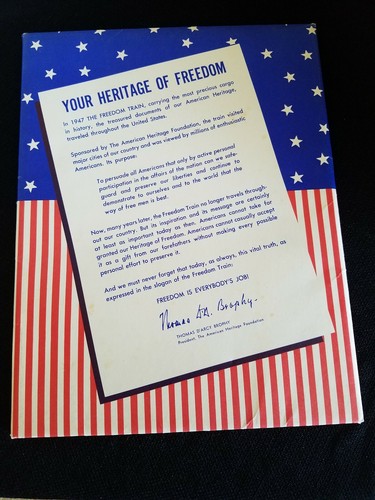 YOUR HERITAGE OF FREEDOM
In 1947 THE FREEDOM TRAIN, carrying the most precious cargo
in history, the treasured documents of our American Heritage,
traveled throughout the United States.
Sponsored by The American Heritage Foundation, the train visited
major cities of our country and was viewed by millions of enthusiastic
Americans. Its purpose:
To persuade all Americans that only by active personal
participation in the affairs of the nation can we safe-
guard and preserve our liberties and continue to
demonstrate to ourselves and to the world that the
way of free men is best.
Now, many years later, the Freedom Train no longer travels through-
out our country. But its inspiration and its message are certainly
at least as important today as then. Americans cannot take for
granted our Heritage of Freedom. Americans cannot casually accept
it as a gift from our forefathers without making every possible
personal effort to preserve it.
And we must never forget that today, as always, this vital truth, as
expressed in the slogan of the Freedom Train:
FREEDOM IS EVERYBODY'S JOB!
Thomas D'A. Brophy.
THOMAS D'ARCY BROPHY
President, The American Heritage Foundation